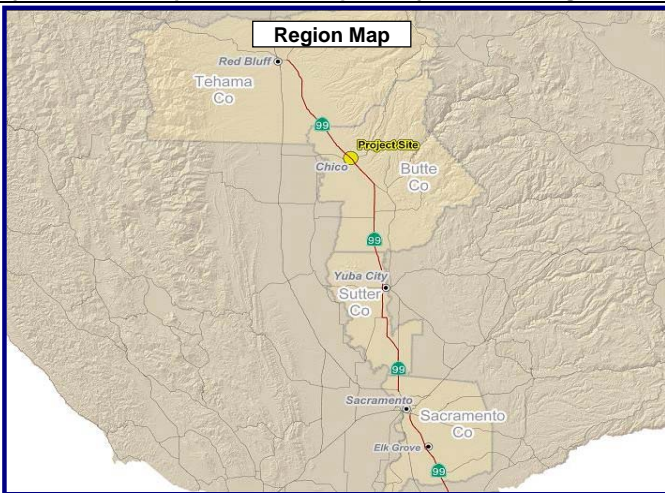 Region Map
Red Bluff
Tehama
Co
99
Project Site
Chico
Butte
Co
99
Yuba City
Sutter
Co
99
Sacramento
Sacramento
Co
Elk Grove
99